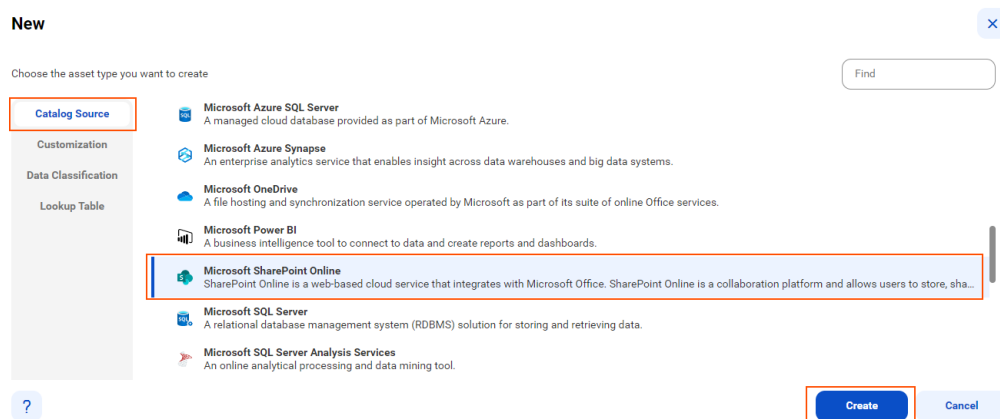 New
Choose the asset type you want to create
Find
Catalog Source
Customization
Data Classification
Lookup Table
Microsoft Azure SQL Server
A managed cloud database provided as part of Microsoft Azure.
Microsoft Azure Synapse
An enterprise analytics service that enables insight across data warehouses and big data systems.
Microsoft OneDrive
A file hosting and synchronization service operated by Microsoft as part of its suite of online Office services.
Microsoft Power BI
A business intelligence tool to connect to data and create reports and dashboards.
Microsoft SharePoint Online
SharePoint Online is a web-based cloud service that integrates with Microsoft Office. SharePoint Online is a collaboration platform and allows users to store, sha...
Microsoft SQL Server
A relational database management system (RDBMS) solution for storing and retrieving data.
Microsoft SQL Server Analysis Services
An online analytical processing and data mining tool.
?
Create
Cancel